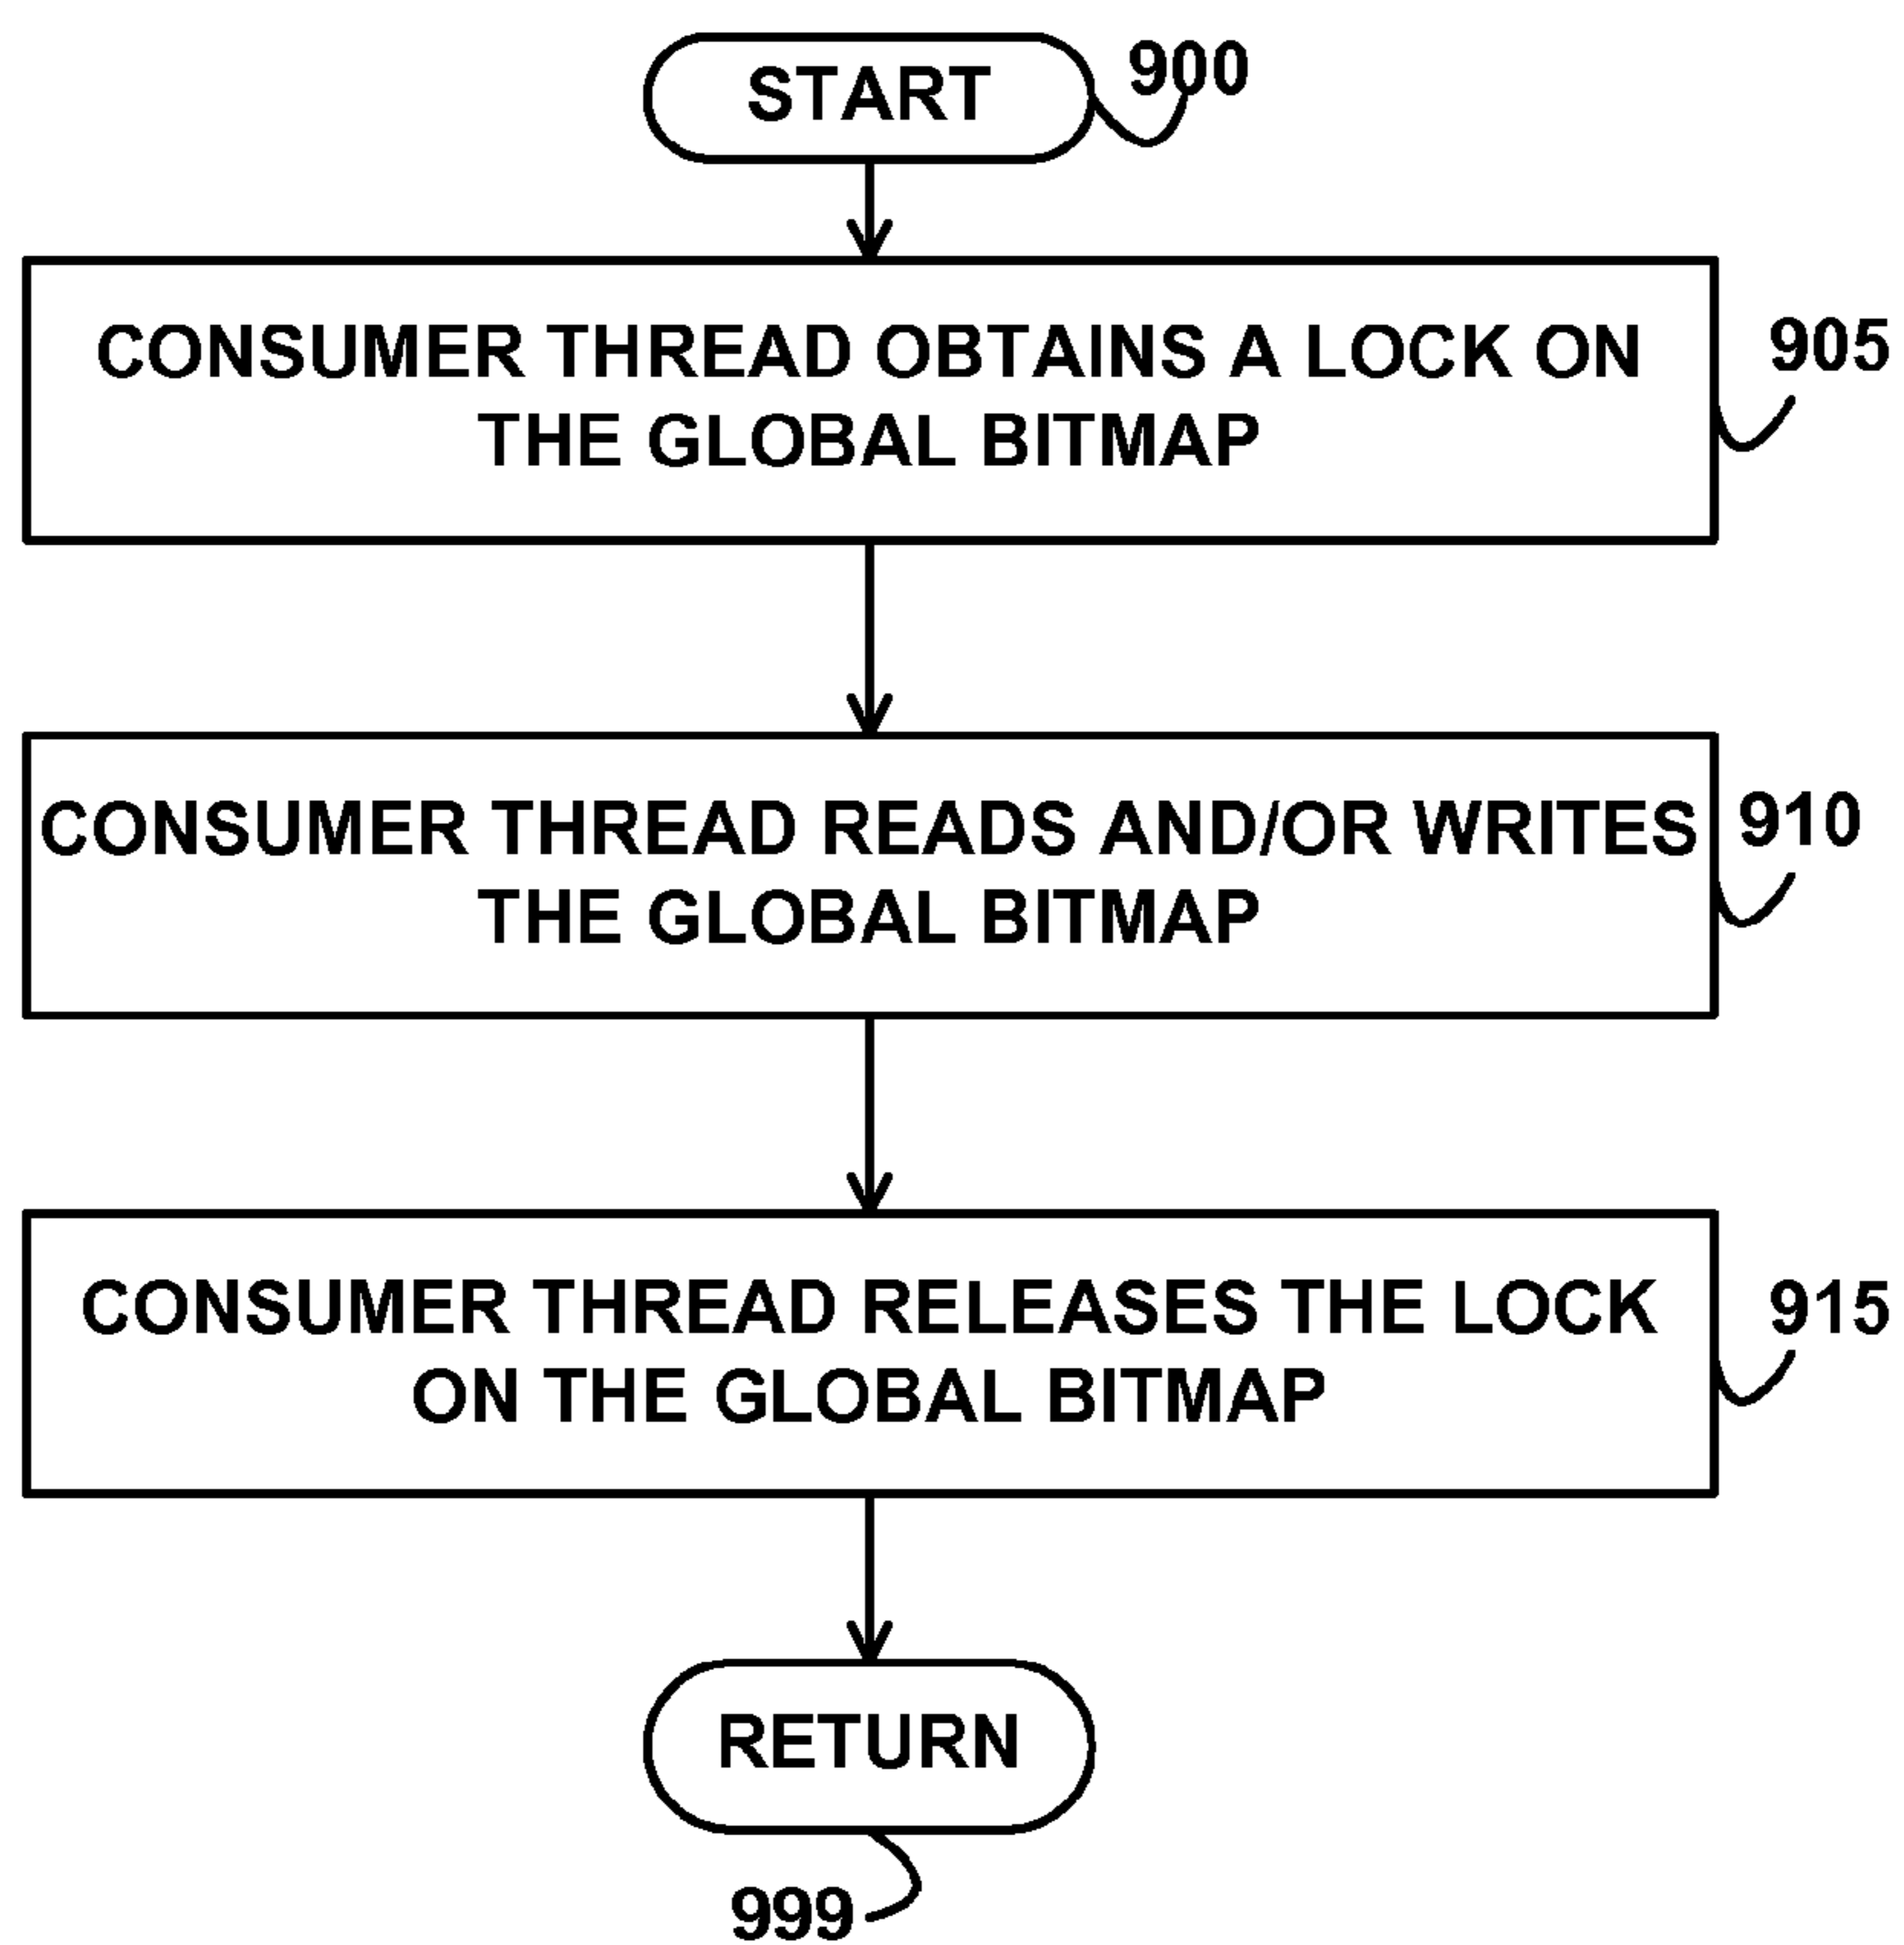 START
900
CONSUMER THREAD OBTAINS A LOCK ON
THE GLOBAL BITMAP
905
CONSUMER THREAD READS AND/OR WRITES
THE GLOBAL BITMAP
910
CONSUMER THREAD RELEASES THE LOCK
ON THE GLOBAL BITMAP
915
RETURN
999